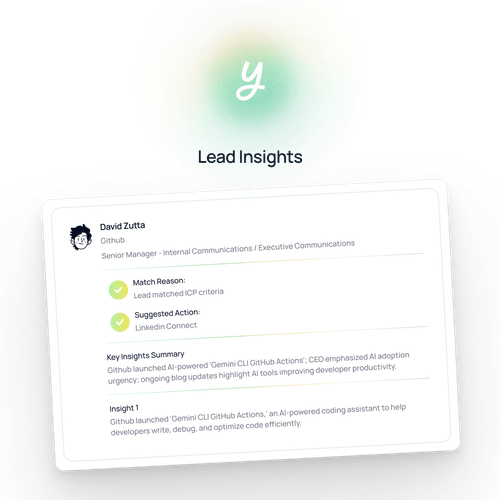 y
Lead Insights
David Zutta
Github
Senior Manager - Internal Communications / Executive Communications
Match Reason:
Lead matched ICP criteria
Suggested Action:
Linkedin Connect
Key Insights Summary
Github launched AI-powered 'Gemini CLI GitHub Actions'; CEO emphasized AI adoption
urgency; ongoing blog updates highlight AI tools improving developer productivity.
Insight 1
Github launched 'Gemini CLI GitHub Actions,' an AI-powered coding assistant to help
developers write, debug, and optimize code efficiently.